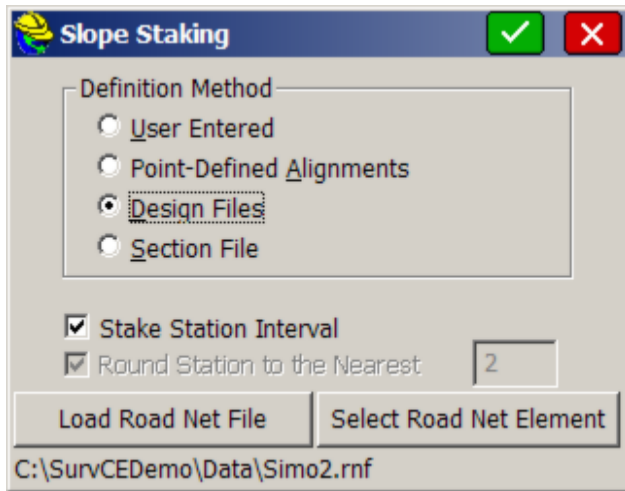 Slope Staking
Definition Method
User Entered
Point-Defined Alignments
Design Files
Section File
Stake Station Interval
Round Station to the Nearest 2
Load Road Net File Select Road Net Element
C:\SurvCEDemo\Data\Simo2.rnf